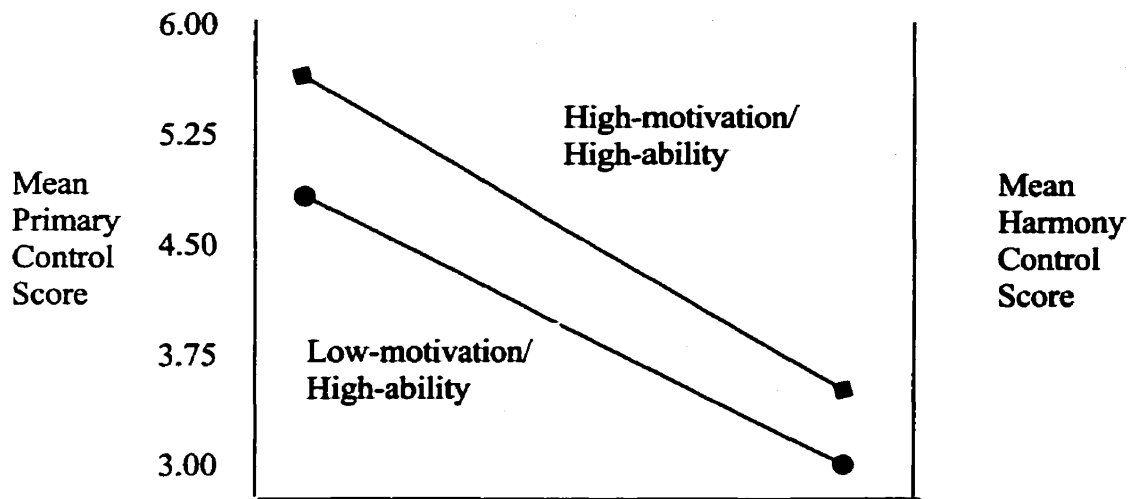 6.00
5.25
4.50
3.75
3.00
Mean
Primary
Control
Score
High-motivation/
High-ability
Low-motivation/
High-ability
Mean
Harmony
Control
Score